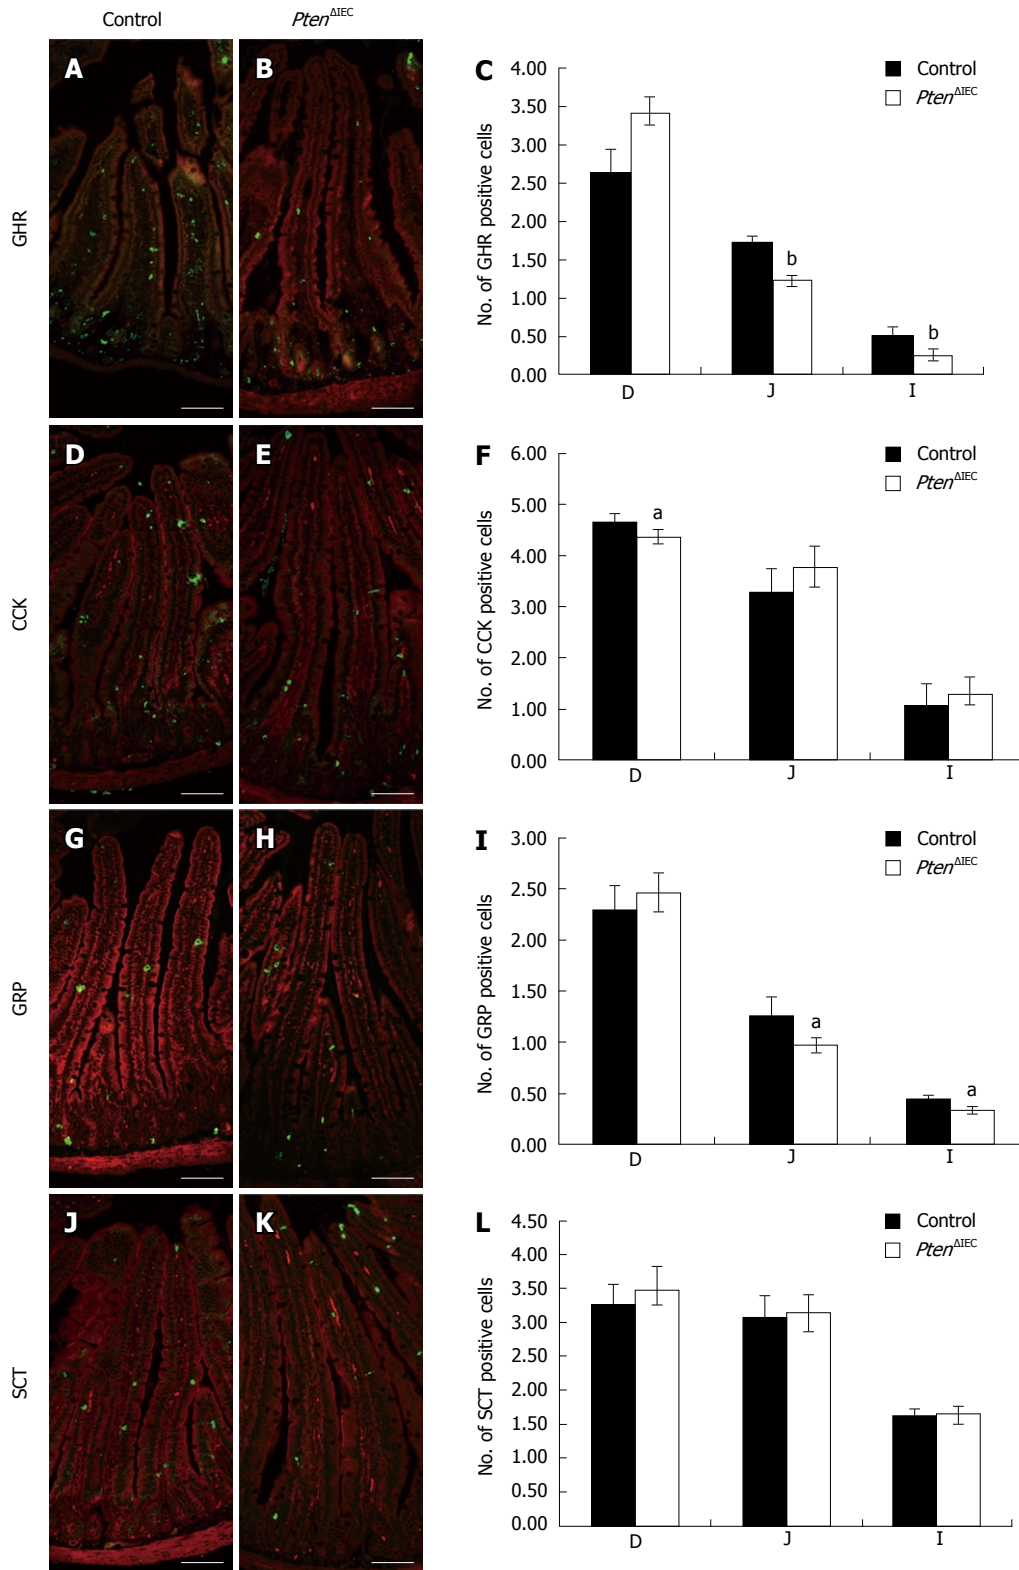 Control
Pten^ΔIEC
GHR
A
B
C
No. of GHR positive cells
4.00
3.50
3.00
2.50
2.00
1.50
1.00
0.50
0.00
Control
Pten^ΔIEC
b
b
D
J
I
CCK
D
E
F
No. of CCK positive cells
6.00
5.00
4.00
3.00
2.00
1.00
0.00
Control
Pten^ΔIEC
a
D
J
I
GRP
G
H
I
No. of GRP positive cells
3.00
2.50
2.00
1.50
1.00
0.50
0.00
Control
Pten^ΔIEC
a
a
D
J
I
SCT
J
K
L
No. of SCT positive cells
4.50
4.00
3.50
3.00
2.50
2.00
1.50
1.00
0.50
0.00
Control
Pten^ΔIEC
D
J
I